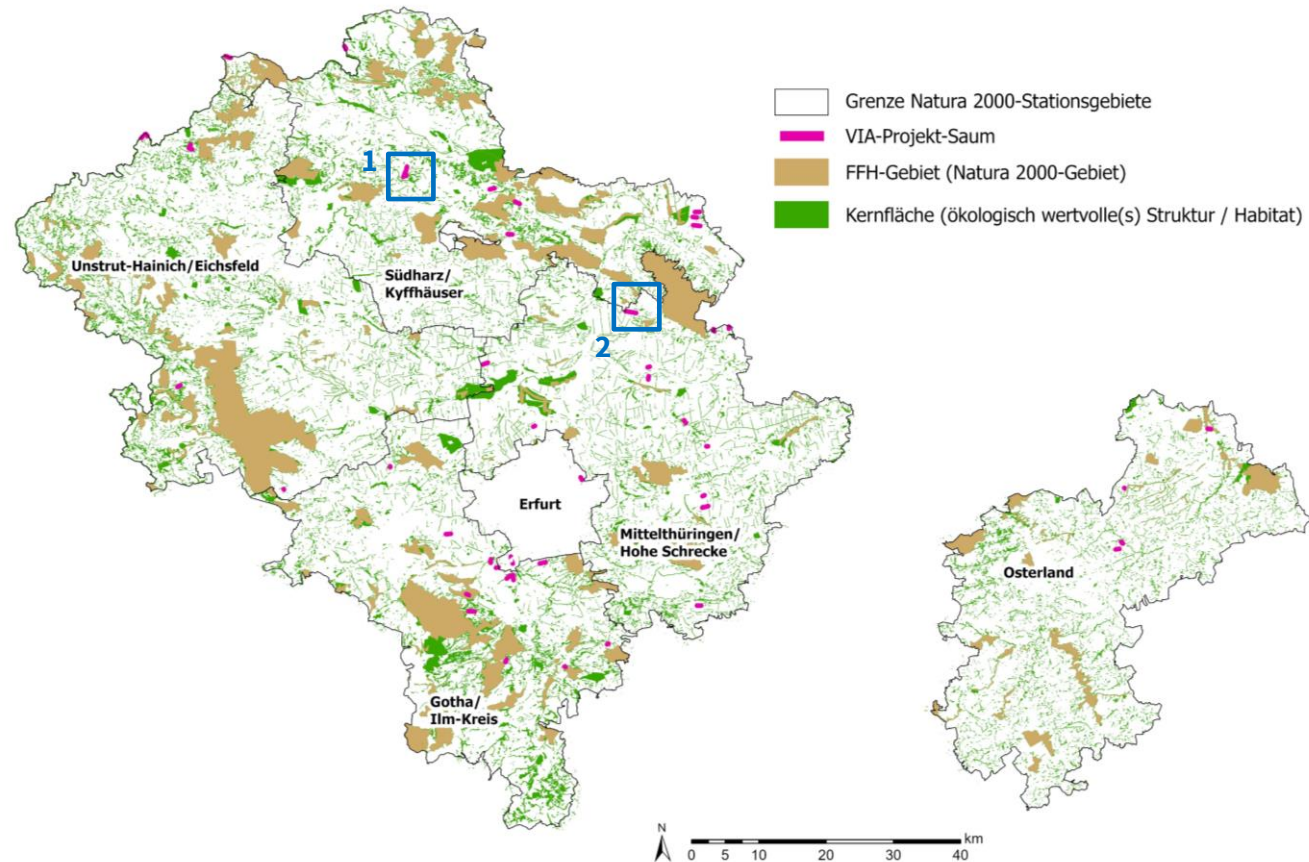 Grenze Natura 2000-Stationsgebiete
VIA-Projekt-Saum
FFH-Gebiet (Natura 2000-Gebiet)
Kernfläche (ökologisch wertvolle(s) Struktur / Habitat)
1
Unstrut-Hainich/Eichsfeld
Südharz/
Kyffhäuser
2
Erfurt
Mittelthüringen/
Hohe Schrecke
Osterland
Gotha/
Ilm-Kreis
N
km
0 5 10 20 30 40